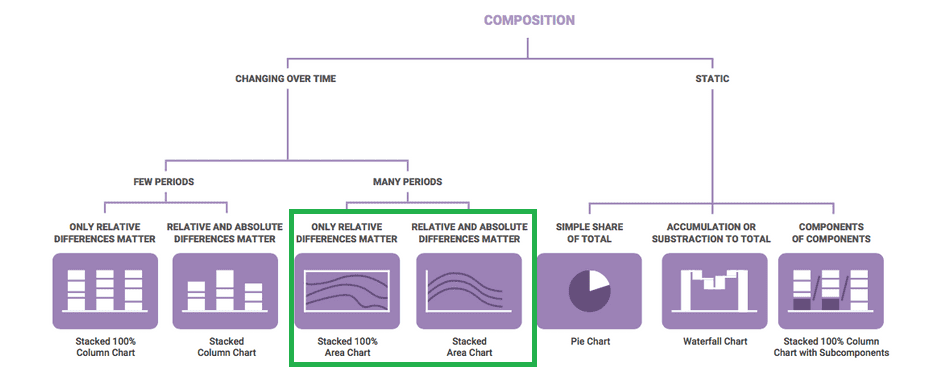 COMPOSITION
CHANGING OVER TIME
STATIC
FEW PERIODS
MANY PERIODS
ONLY RELATIVE
DIFFERENCES MATTER
RELATIVE AND ABSOLUTE
DIFFERENCES MATTER
ONLY RELATIVE
DIFFERENCES MATTER
RELATIVE AND ABSOLUTE
DIFFERENCES MATTER
SIMPLE SHARE
OF TOTAL
ACCUMULATION OR
SUBSTRACTION TO TOTAL
COMPONENTS
OF COMPONENTS
Stacked 100%
Column Chart
Stacked
Column Chart
Stacked 100%
Area Chart
Stacked
Area Chart
Pie Chart
Waterfall Chart
Stacked 100% Column
Chart with Subcomponents